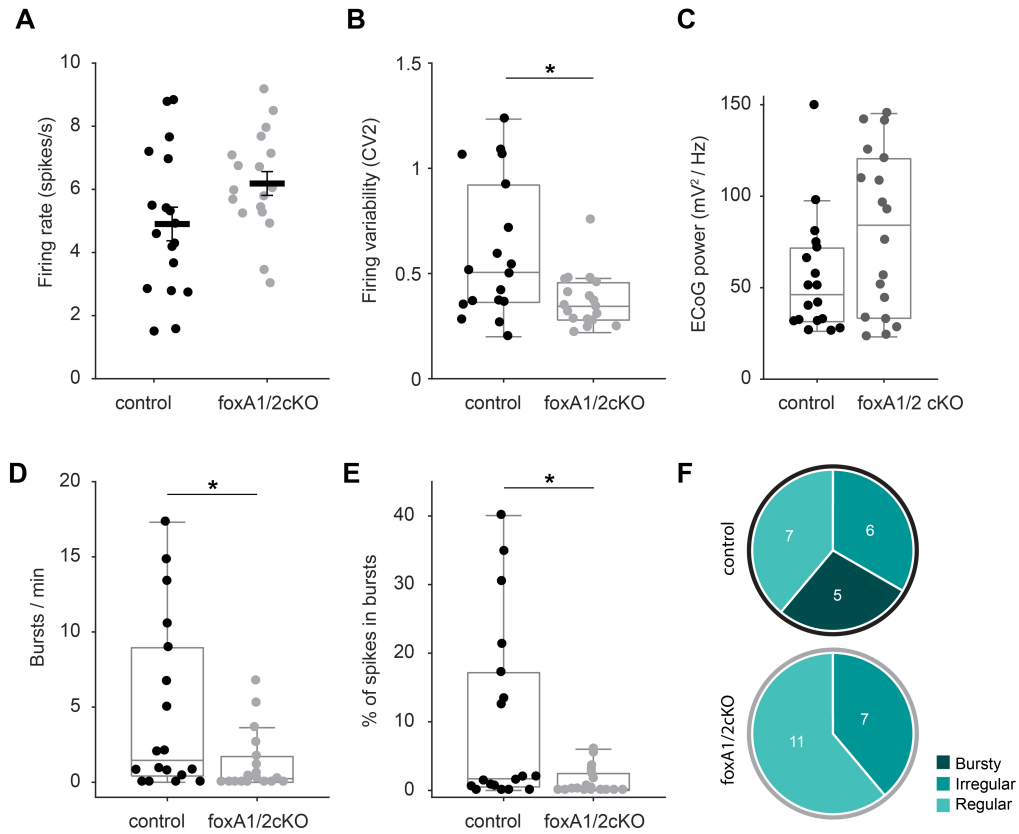 A
Firing rate (spikes/s)
10
8
6
4
2
0
control
foxA1/2cKO
B
Firing variability (CV2)
1.5
1
0.5
0
*
control
foxA1/2cKO
C
ECoG power (mV² / Hz)
150
100
50
0
control
foxA1/2 cKO
D
Bursts / min
20
15
10
5
0
*
control
foxA1/2cKO
E
% of spikes in bursts
40
30
20
10
0
*
control
foxA1/2cKO
F
control
7
6
5
foxA1/2cKO
7
11
Bursty
Irregular
Regular